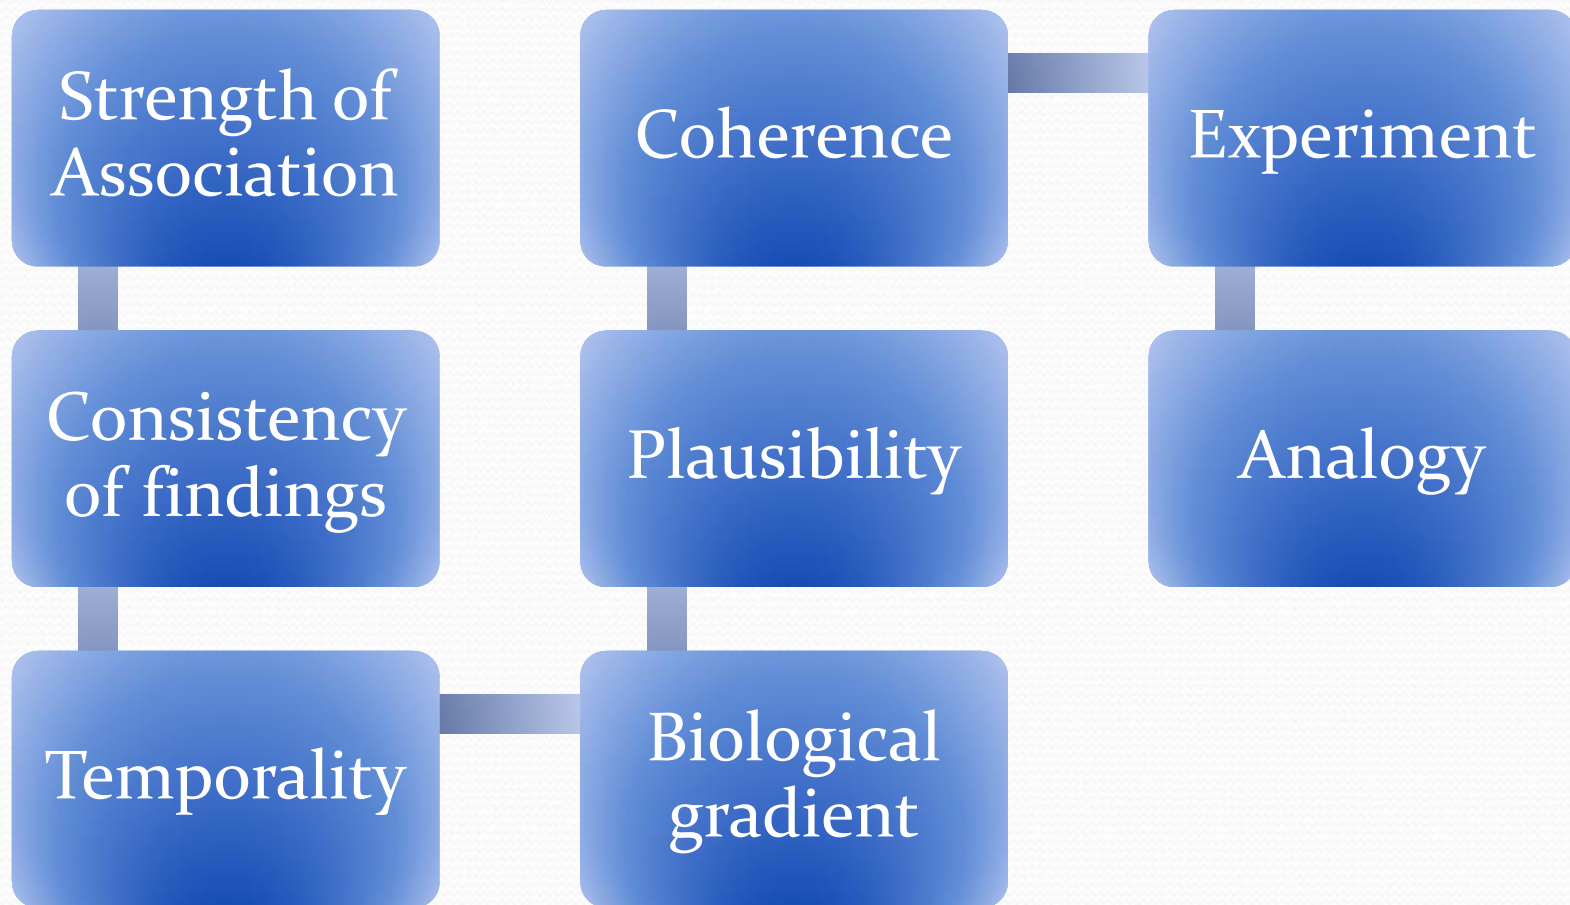 Strength of
Association
Consistency
of findings
Temporality
Biological
gradient
Plausibility
Coherence
Experiment
Analogy